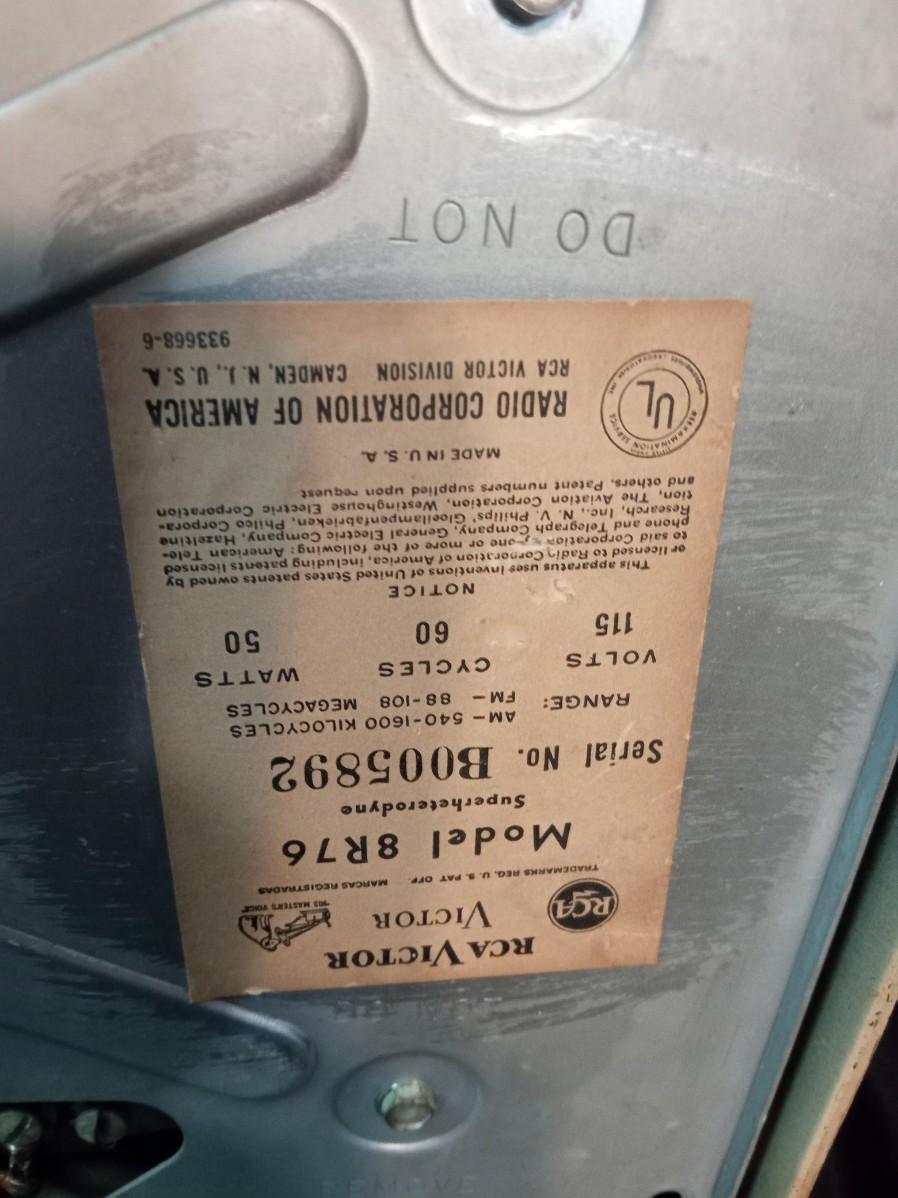 RCA VICTOR
RCA VICTOR "HIS MASTER'S VOICE"
TRADEMARKS REG. U. S. PAT. OFF. MARCAS REGISTRADAS
Model 8R76
Superheterodyne
Serial No. B005892
RANGE: AM- 540-1600 KILOCYCLES
FM- 88-108 MEGACYCLES
VOLTS CYCLES WATTS
115 60 50
NOTICE
This apparatus uses inventions of United States patents owned by
or licensed to Radio Corporation of America, including patents licensed
to said Corporation by one or more of the following: American Tele-
phone and Telegraph Company, General Electric Company, Hazeltine
Research, Inc., N. V. Philips' Gloeilampenfabrieken, Philco Corpora-
tion, The Aviation Corporation, Westinghouse Electric Corporation
and others. Patent numbers supplied upon request
MADE IN U. S. A.
UL
REEXAMINATION SERVICE
RADIO CORPORATION OF AMERICA
RCA VICTOR DIVISION CAMDEN, N. J., U. S. A.
933668-6
DO NOT
REMOVE